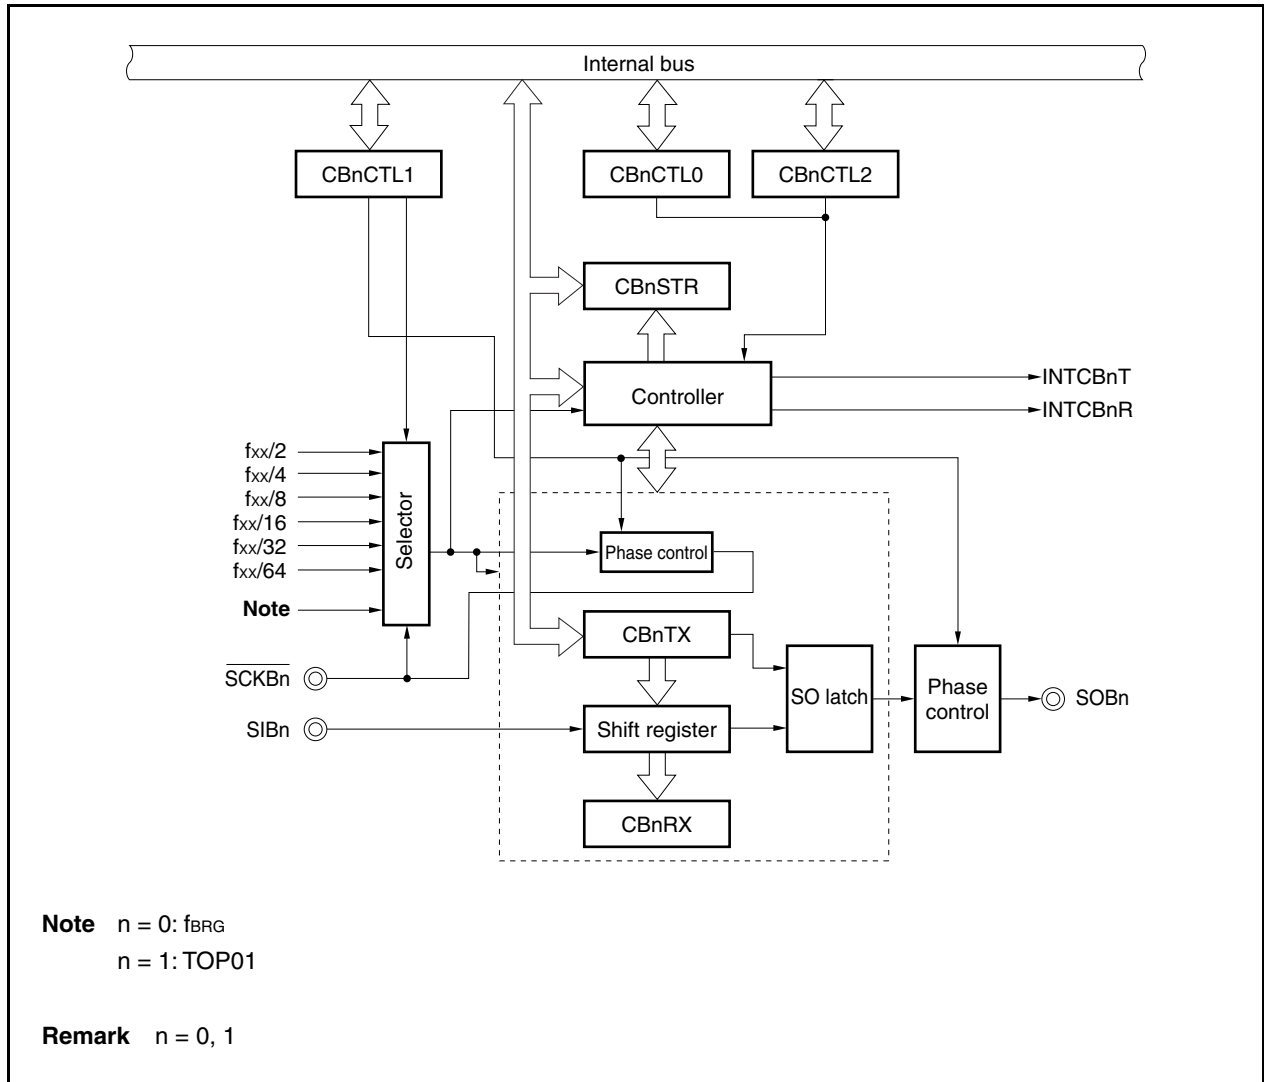 Internal bus
CBnCTL1
CBnCTL0
CBnCTL2
CBnSTR
Controller
INTCBnT
INTCBnR
fxx/2
fxx/4
fxx/8
fxx/16
fxx/32
fxx/64
Note
Selector
Phase control
CBnTX
SCKBn
SIBn
Shift register
SO latch
Phase
control
SOBn
CBnRX
Note n = 0: fBRG
n = 1: TOP01
Remark n = 0, 1